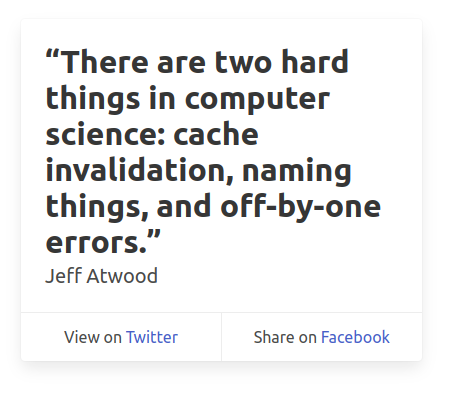 “There are two hard
things in computer
science: cache
invalidation, naming
things, and off-by-one
errors.”
Jeff Atwood
View on Twitter
Share on Facebook